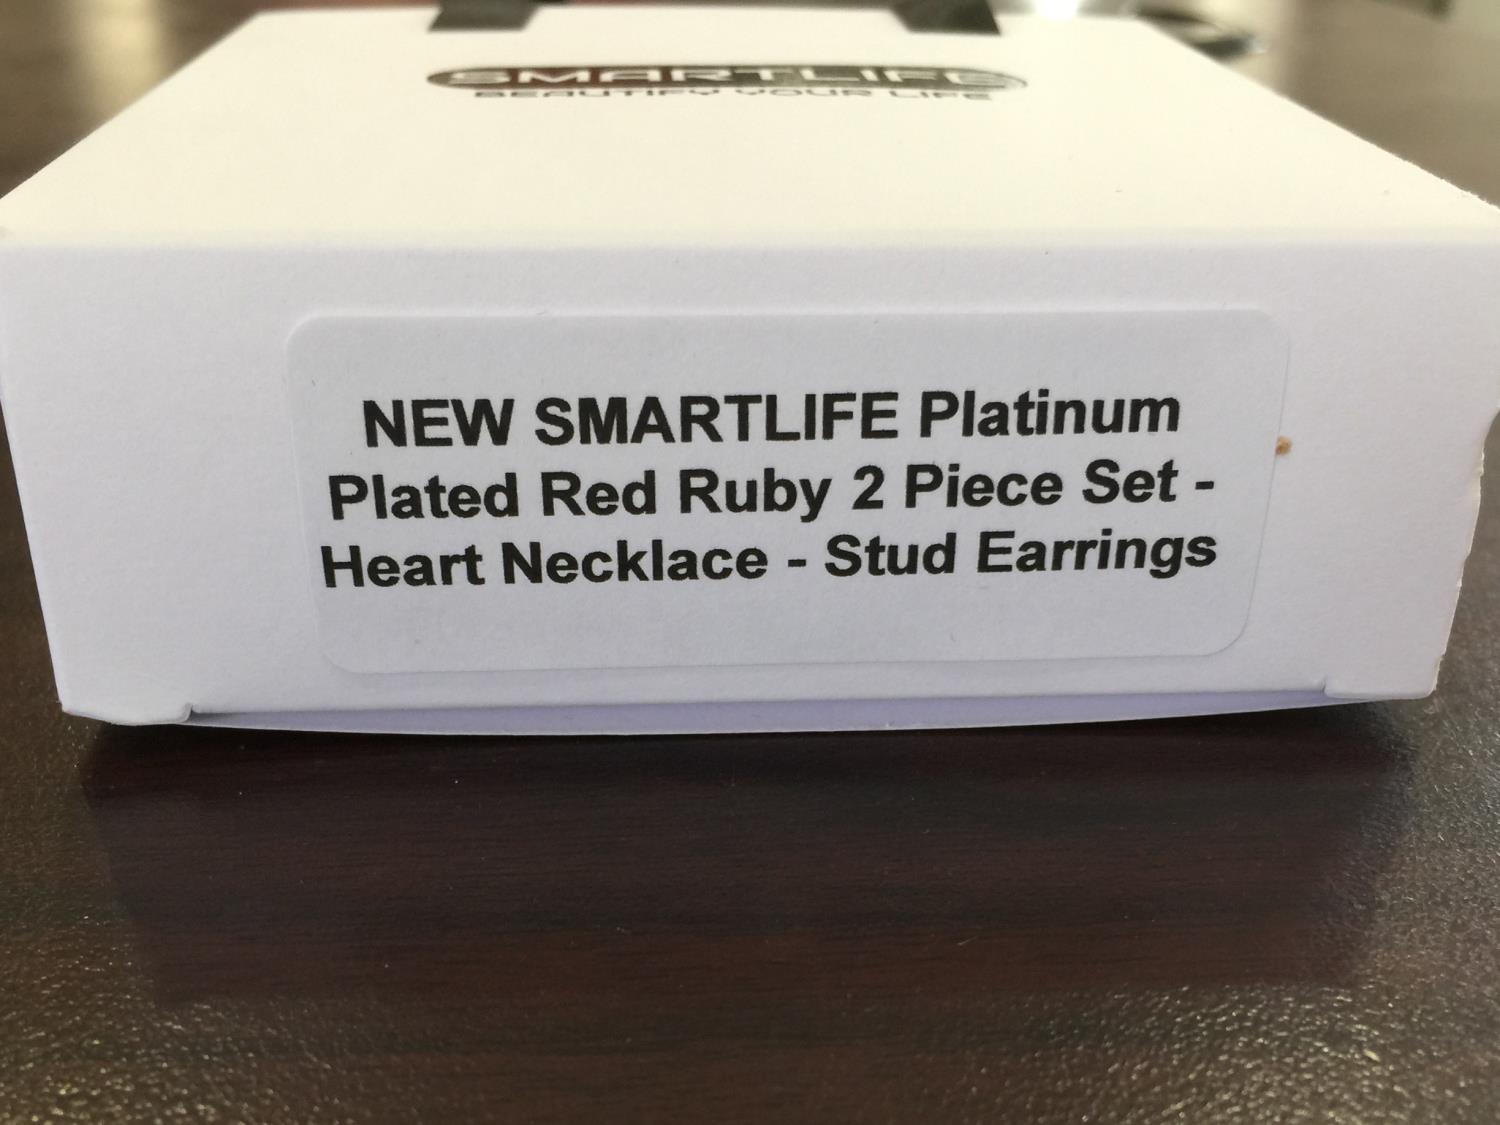 SMARTLIFE
BEAUTIFY YOUR LIFE
NEW SMARTLIFE Platinum
Plated Red Ruby 2 Piece Set -
Heart Necklace - Stud Earrings